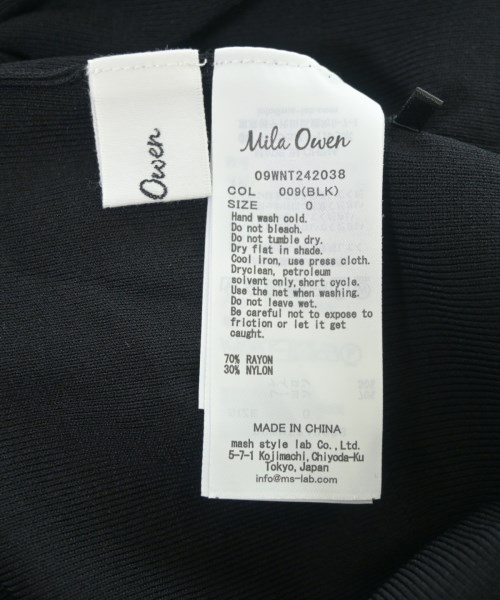 Owen
Mila Owen
09WNT242038
COL 009(BLK)
SIZE 0
Hand wash cold.
Do not bleach.
Do not tumble dry.
Dry flat in shade.
Cool iron, use press cloth.
Dryclean, petroleum
solvent only,short cycle.
Use the net when washing.
Do not leave wet.
Be careful not to expose to
friction or let it get
caught.
70% RAYON
30% NYLON
MADE IN CHINA
mash style lab Co.,Ltd.
5-7-1 Kojimachi,Chiyoda-Ku
Tokyo,Japan
info@ms-lab.com